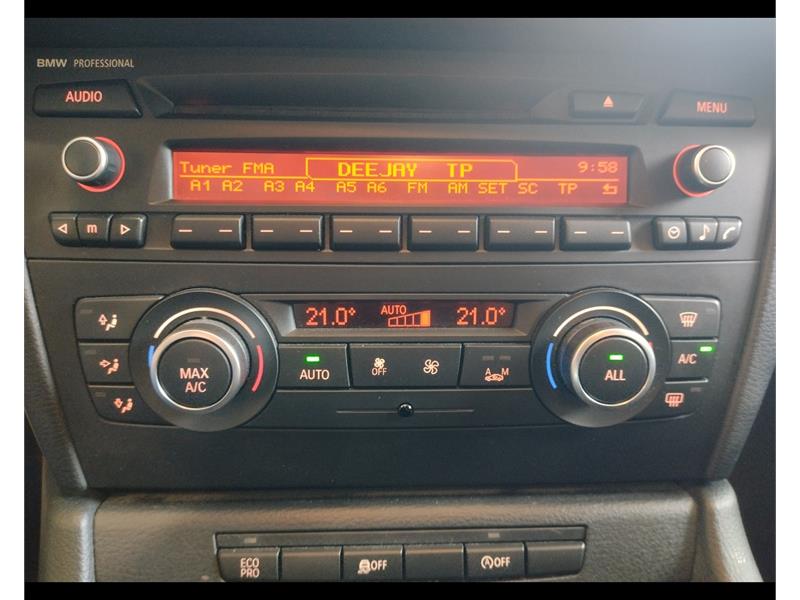 BMW PROFESSIONAL
AUDIO
MENU
Tuner FMA DEEJAY TP 9:58
A1 A2 A3 A4 A5 A6 FM AM SET SC TP
m
21.0° AUTO 21.0°
MAX A/C
AUTO
OFF
A M
ALL
A/C
ECO PRO
OFF
OFF